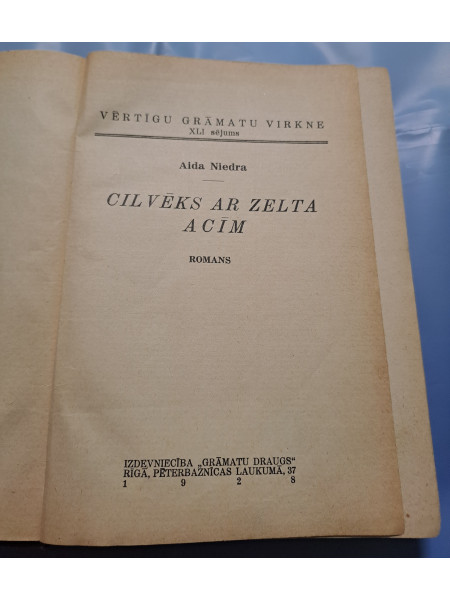 VĒRTĪGU GRĀMATU VIRKNE
XLI sējums
Aida Niedra
CILVĒKS AR ZELTA
ACĪM
ROMANS
IZDEVNIECĪBA „GRĀMATU DRAUGS“
RĪGĀ, PĒTERBAZNĪCAS LAUKUMĀ, 37
1 9 2 8